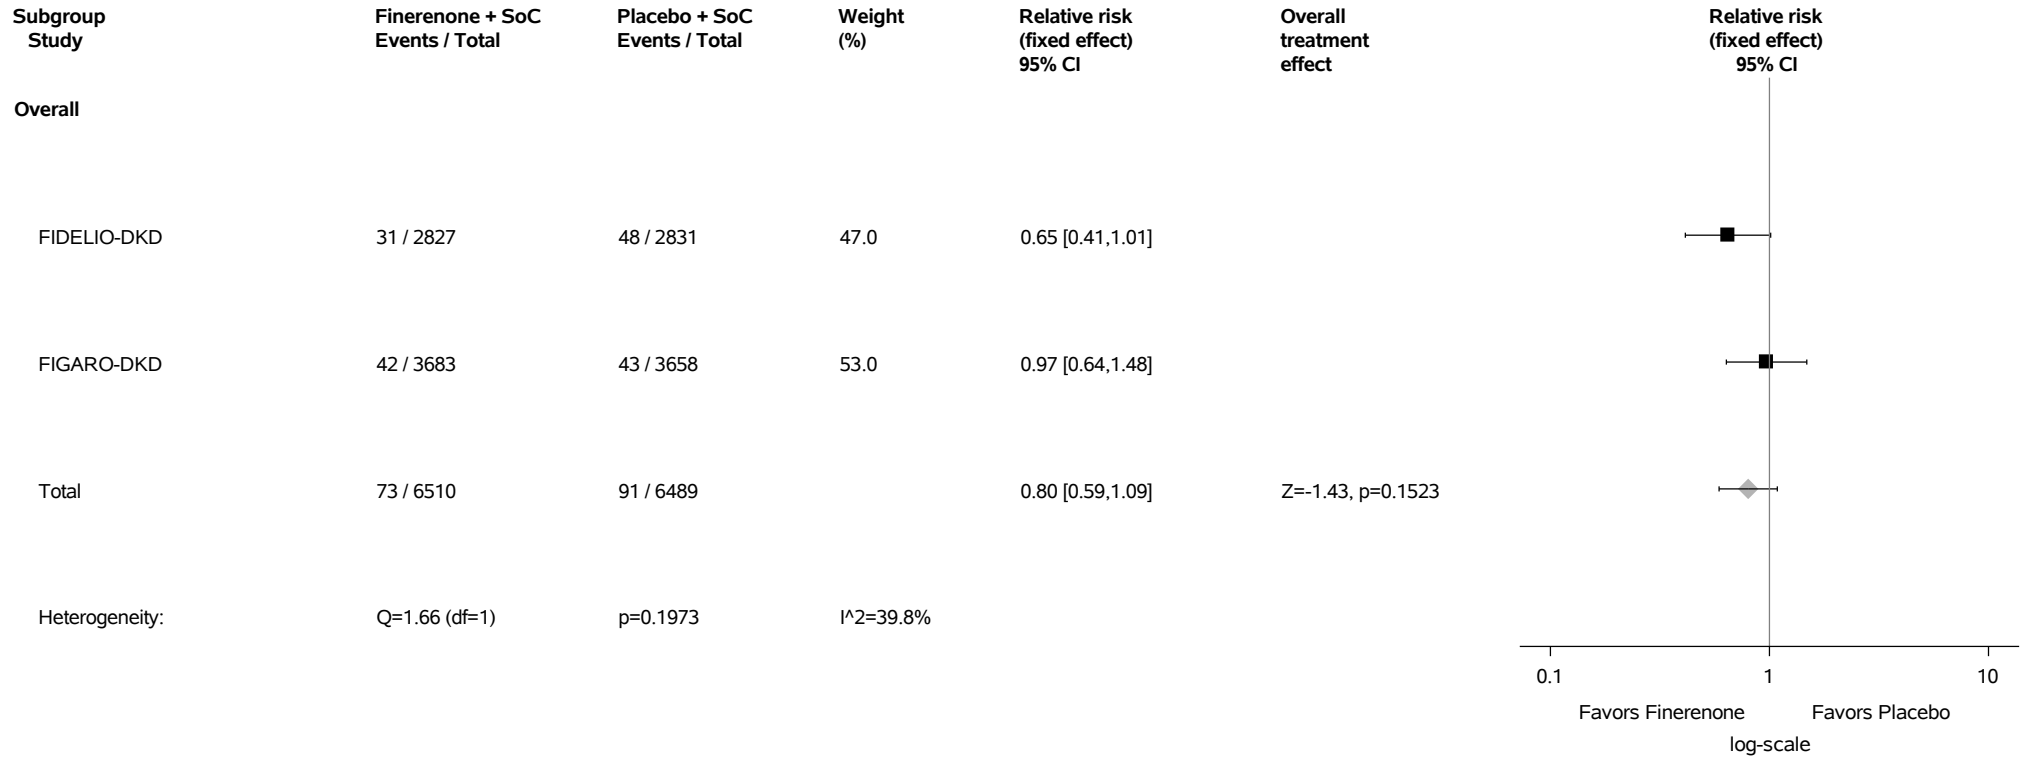 Subgroup Finerenone + SoC Placebo + SoC Weight Relative risk Overall Relative risk
Study Events / Total Events / Total (%) (fixed effect) treatment (fixed effect)
95% CI effect 95% CI
Overall
FIDELIO-DKD 31 / 2827 48 / 2831 47.0 0.65 [0.41,1.01]
FIGARO-DKD 42 / 3683 43 / 3658 53.0 0.97 [0.64,1.48]
Total 73 / 6510 91 / 6489 0.80 [0.59,1.09] Z=-1.43, p=0.1523
Heterogeneity: Q=1.66 (df=1) p=0.1973 I^2=39.8%
0.1 1 10
Favors Finerenone Favors Placebo
log-scale